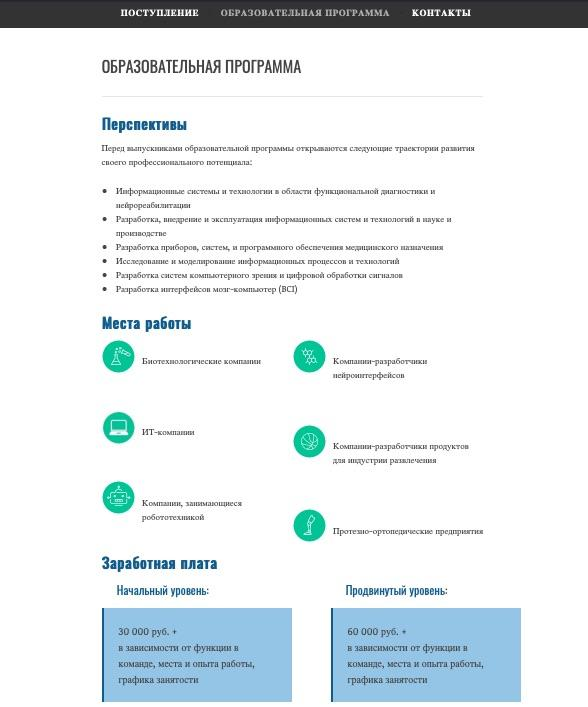 ПОСТУПЛЕНИЕ ОБРАЗОВАТЕЛЬНАЯ ПРОГРАММА КОНТАКТЫ
ОБРАЗОВАТЕЛЬНАЯ ПРОГРАММА
Перспективы
Перед выпускниками образовательной программы открываются следующие траектории развития
своего профессионального потенциала:
● Информационные системы и технологии в области функциональной диагностики и
нейрореабилитации
● Разработка, внедрение и эксплуатация информационных систем и технологий в науке и
производстве
● Разработка приборов, систем, и программного обеспечения медицинского назначения
● Исследование и моделирование информационных процессов и технологий
● Разработка систем компьютерного зрения и цифровой обработки сигналов
● Разработка интерфейсов мозг-компьютер (BCI)
Места работы
Биотехнологические компании
ИТ-компании
Компании, занимающиеся
робототехникой
Компании-разработчики
нейроинтерфейсов
Компании-разработчики продуктов
для индустрии развлечения
Протезно-ортопедические предприятия
Заработная плата
Начальный уровень:
30 000 руб. +
в зависимости от функции в
команде, места и опыта работы,
графика занятости
Продвинутый уровень:
60 000 руб. +
в зависимости от функции в
команде, места и опыта работы,
графика занятости